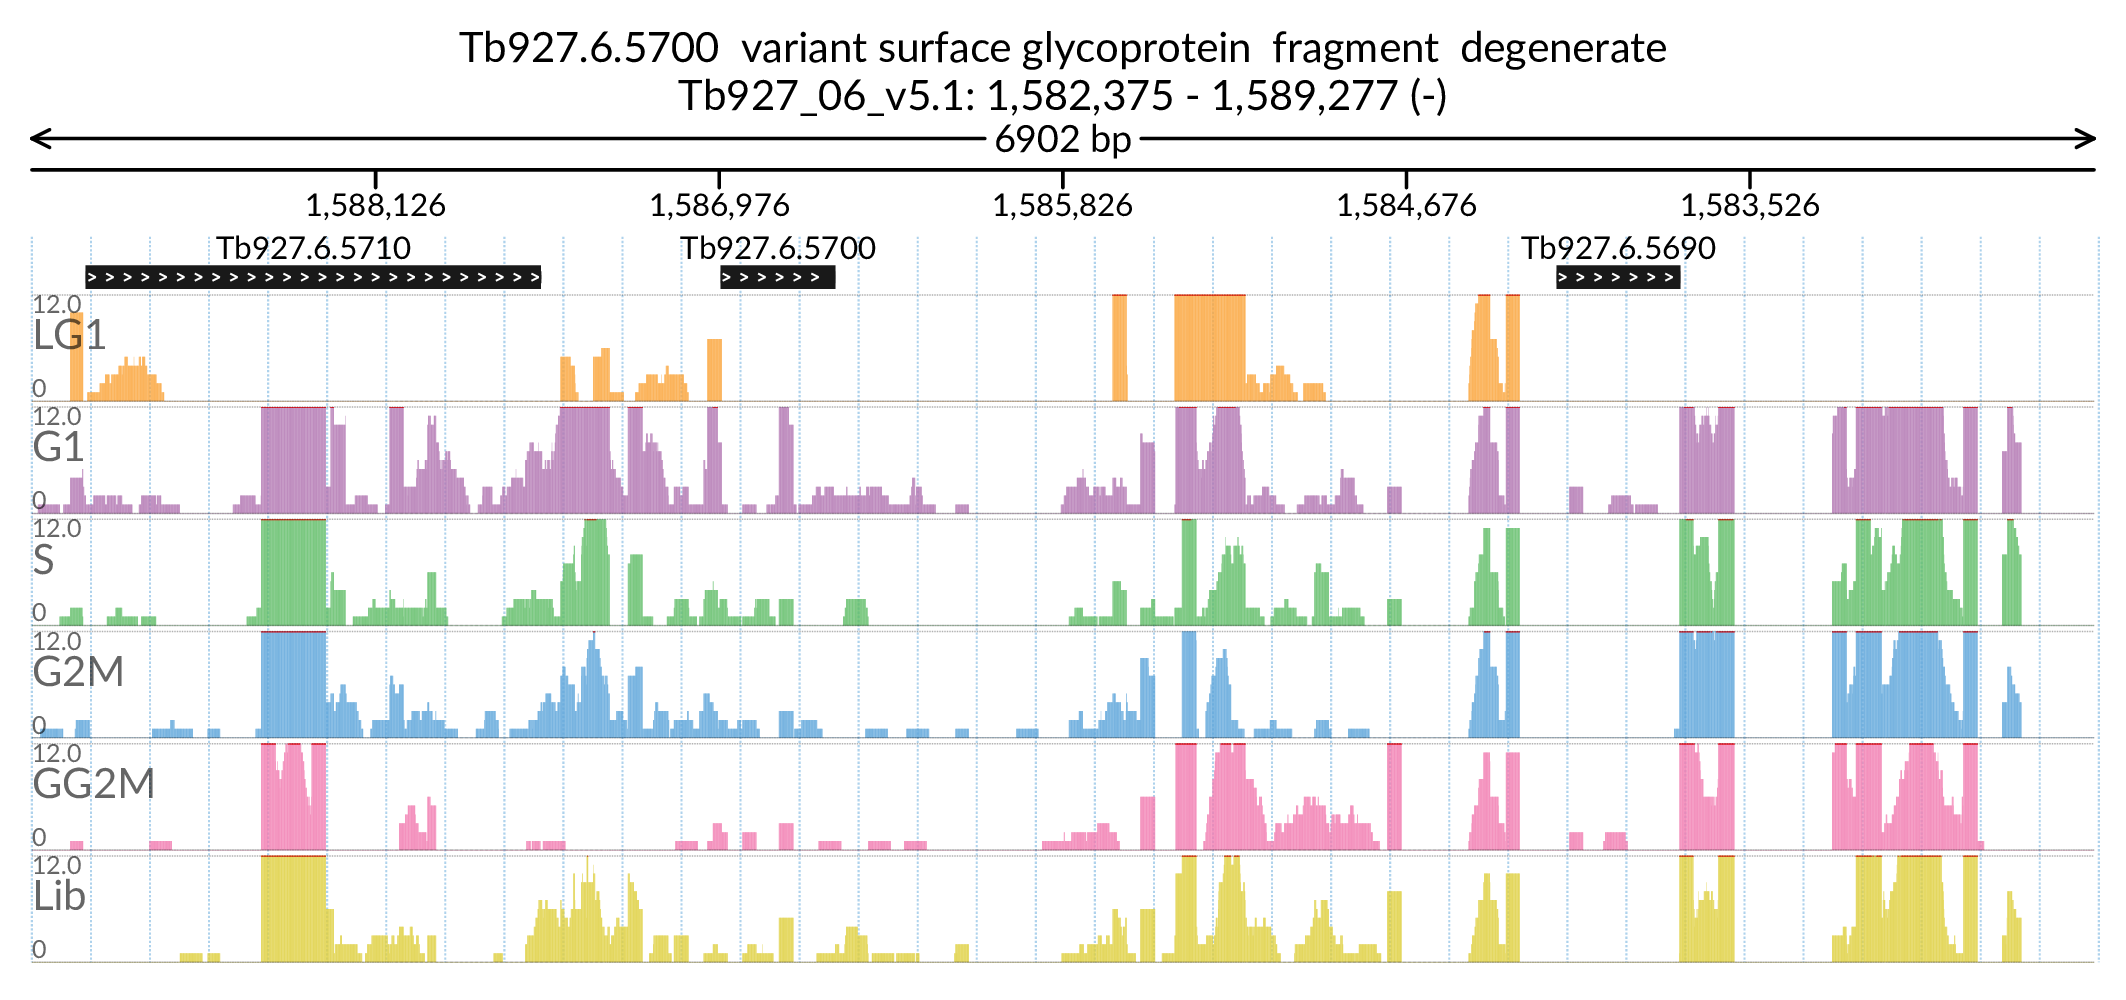 Tb927.6.5700 variant surface glycoprotein fragment degenerate
Tb927_06_v5.1: 1,582,375 - 1,589,277 (-)
6902 bp
1,588,126 1,586,976 1,585,826 1,584,676 1,583,526
Tb927.6.5710 Tb927.6.5700 Tb927.6.5690
12.0
LG1
0
12.0
G1
0
12.0
S
0
12.0
G2M
0
12.0
GG2M
0
12.0
Lib
0